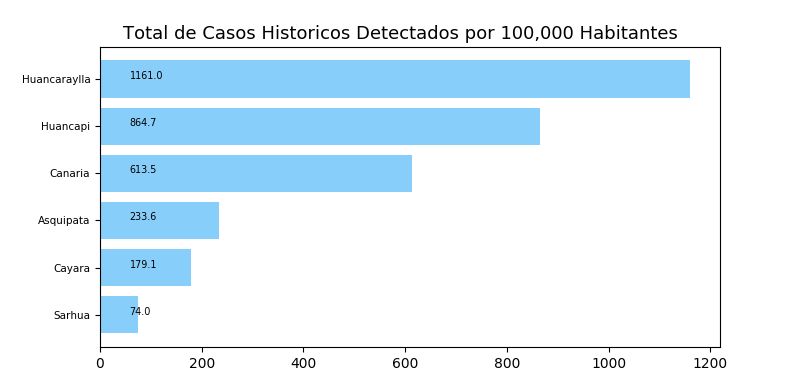 Total de Casos Historicos Detectados por 100,000 Habitantes
Huancaraylla 1161.0
Huancapi 864.7
Canaria 613.5
Asquipata 233.6
Cayara 179.1
Sarhua 74.0
0 200 400 600 800 1000 1200